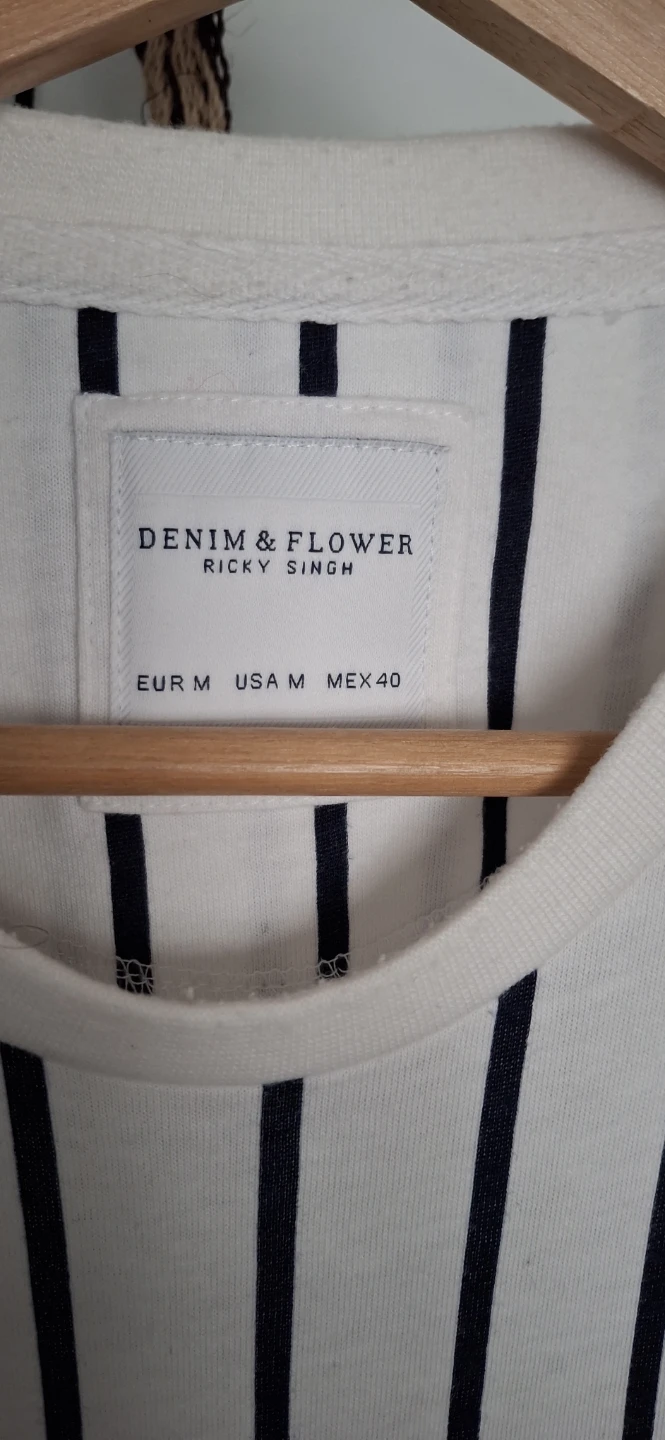 DENIM & FLOWER
RICKY SINGH
EUR M USA M MEX 40